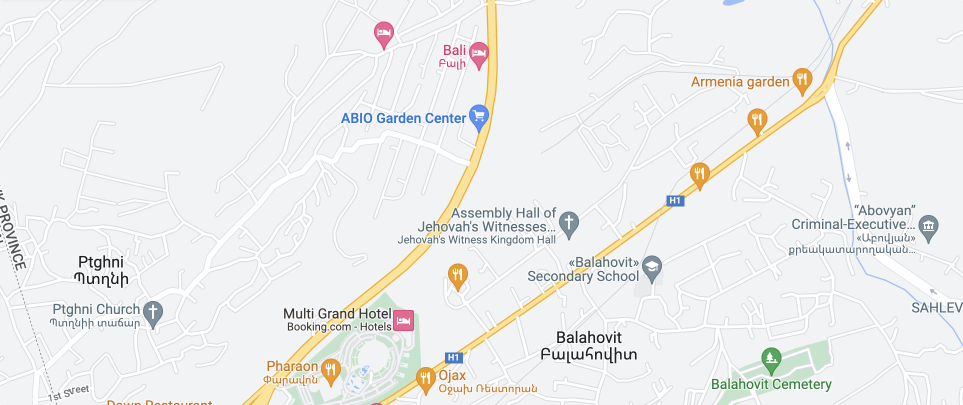 Bali
Բալի
Armenia garden
ABIO Garden Center
H1
Assembly Hall of
Jehovah's Witnesses...
Jehovah's Witness Kingdom Hall
"Abovyan"
Criminal-Executive...
«Աբովյան»
քրեակատարողական...
K PROVINCE
Ptghni
Պտղնի
«Balahovit»
Secondary School
Ptghni Church
Պտղնիի տաճար
Multi Grand Hotel
Booking.com - Hotels
SAHLEV
Balahovit
Բալահովիտ
H1
Pharaon
Փարավոն
Ojax
Օջախ Ռեստորան
Balahovit Cemetery
1st Street
Dawn Restaurant